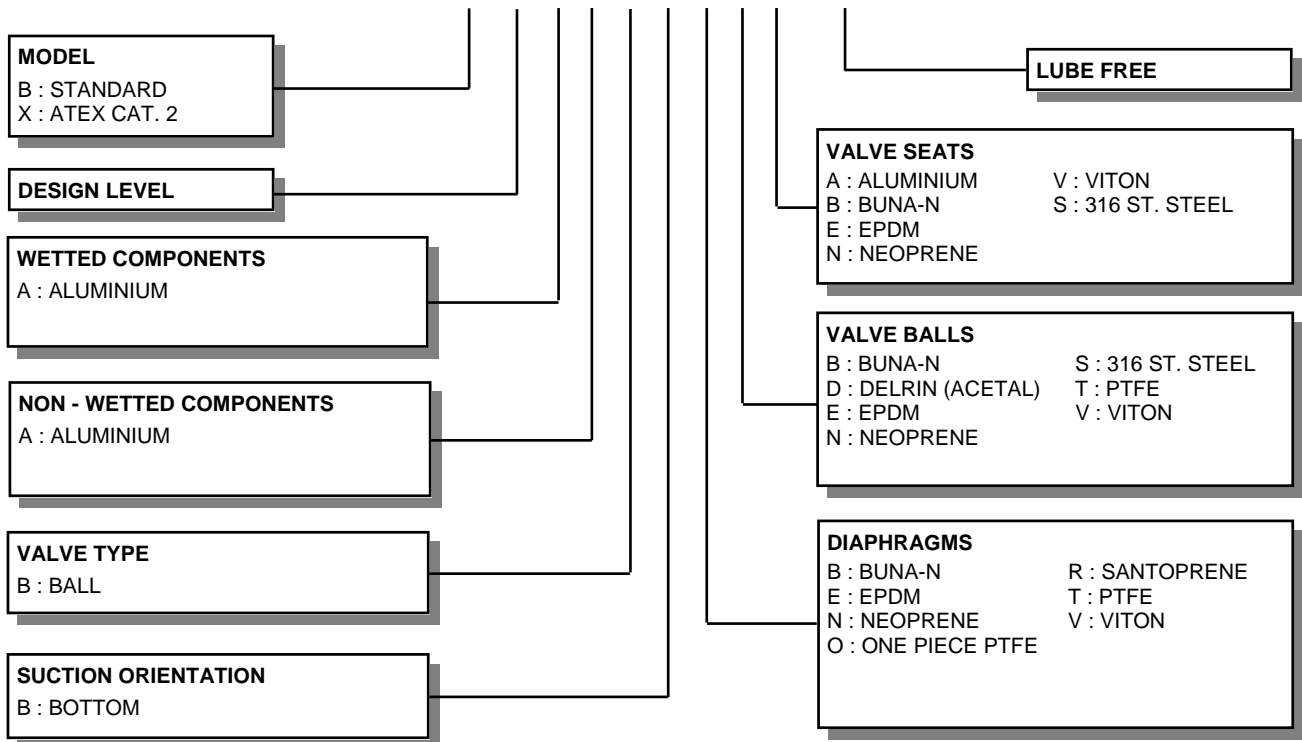 MODEL
B : STANDARD
X : ATEX CAT. 2
DESIGN LEVEL
WETTED COMPONENTS
A : ALUMINIUM
NON - WETTED COMPONENTS
A : ALUMINIUM
VALVE TYPE
B : BALL
SUCTION ORIENTATION
B : BOTTOM
LUBE FREE
VALVE SEATS
A : ALUMINIUM V : VITON
B : BUNA-N S : 316 ST. STEEL
E : EPDM
N : NEOPRENE
VALVE BALLS
B : BUNA-N S : 316 ST. STEEL
D : DELRIN (ACETAL) T : PTFE
E : EPDM V : VITON
N : NEOPRENE
DIAPHRAGMS
B : BUNA-N R : SANTOPRENE
E : EPDM T : PTFE
N : NEOPRENE V : VITON
O : ONE PIECE PTFE